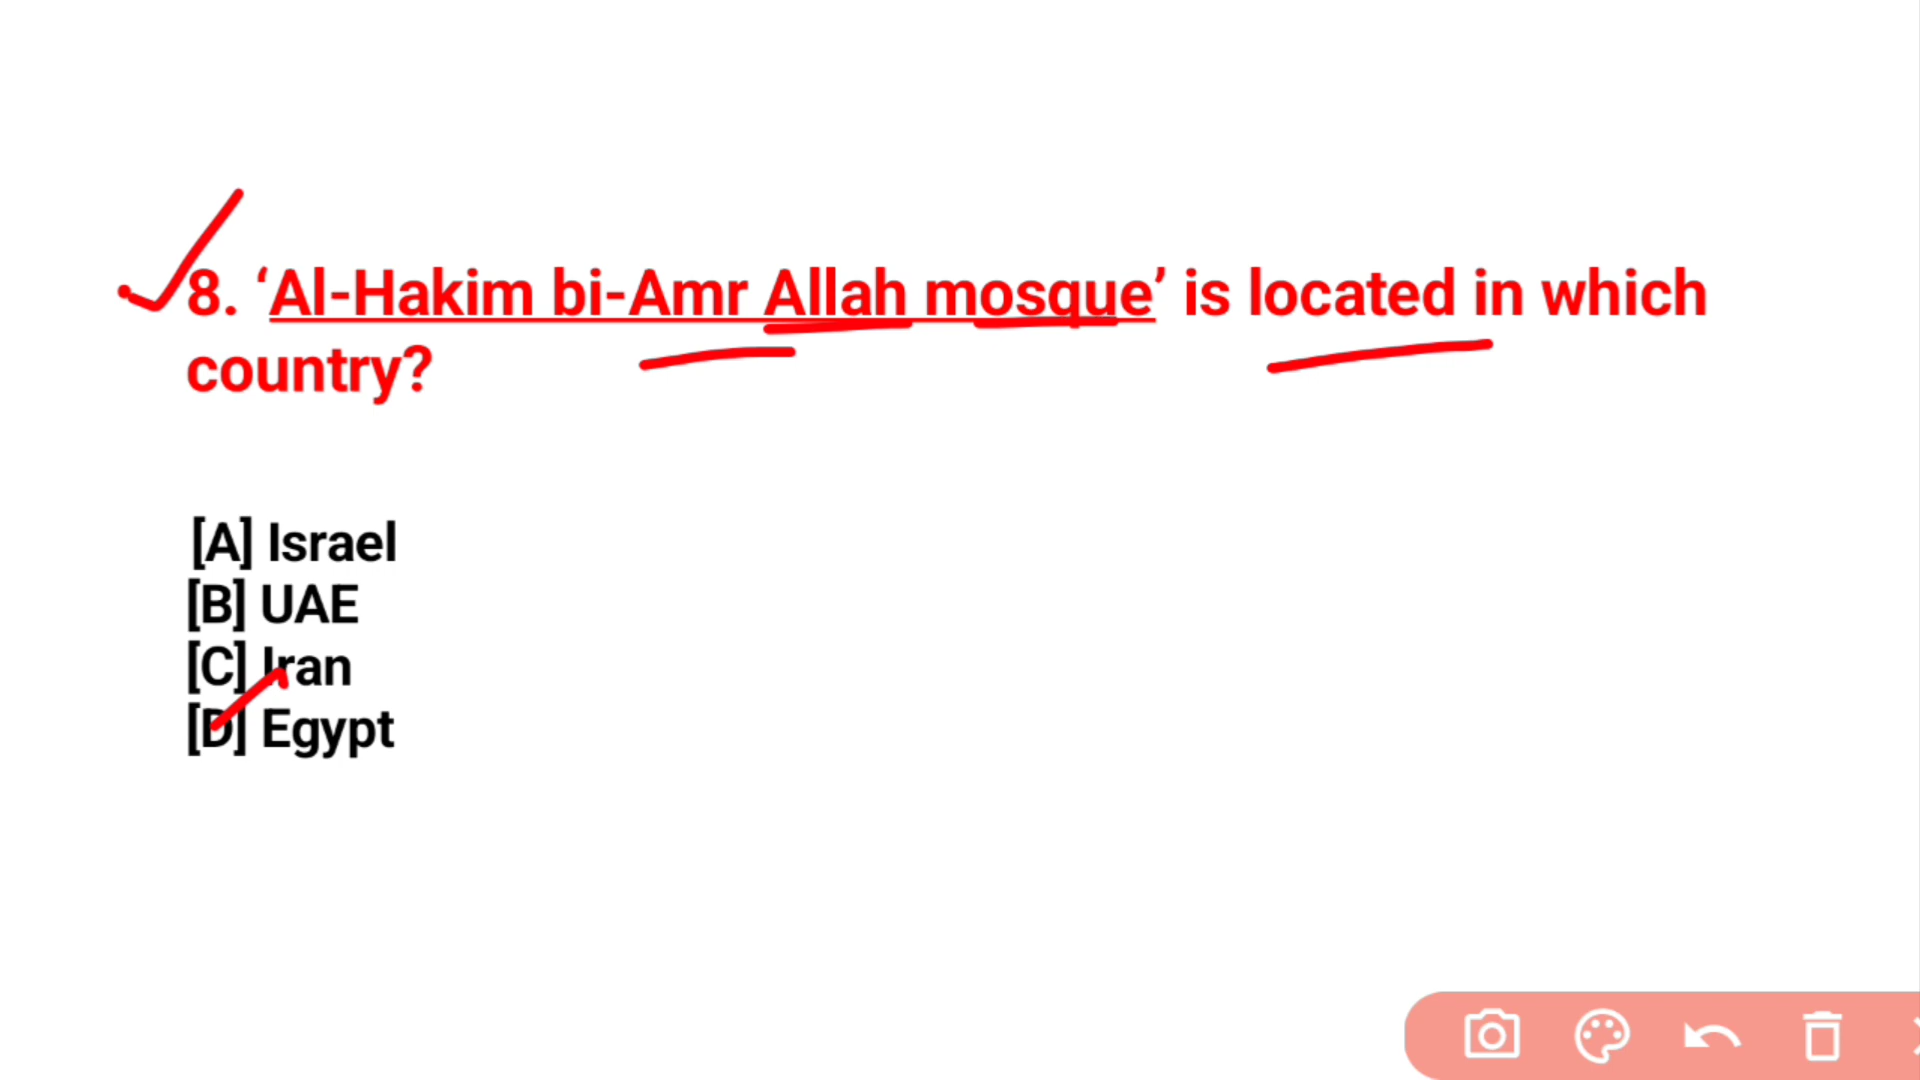 8. ‘Al-Hakim bi-Amr Allah mosque’ is located in which
country?
[A] Israel
[B] UAE
[C] Iran
[D] Egypt